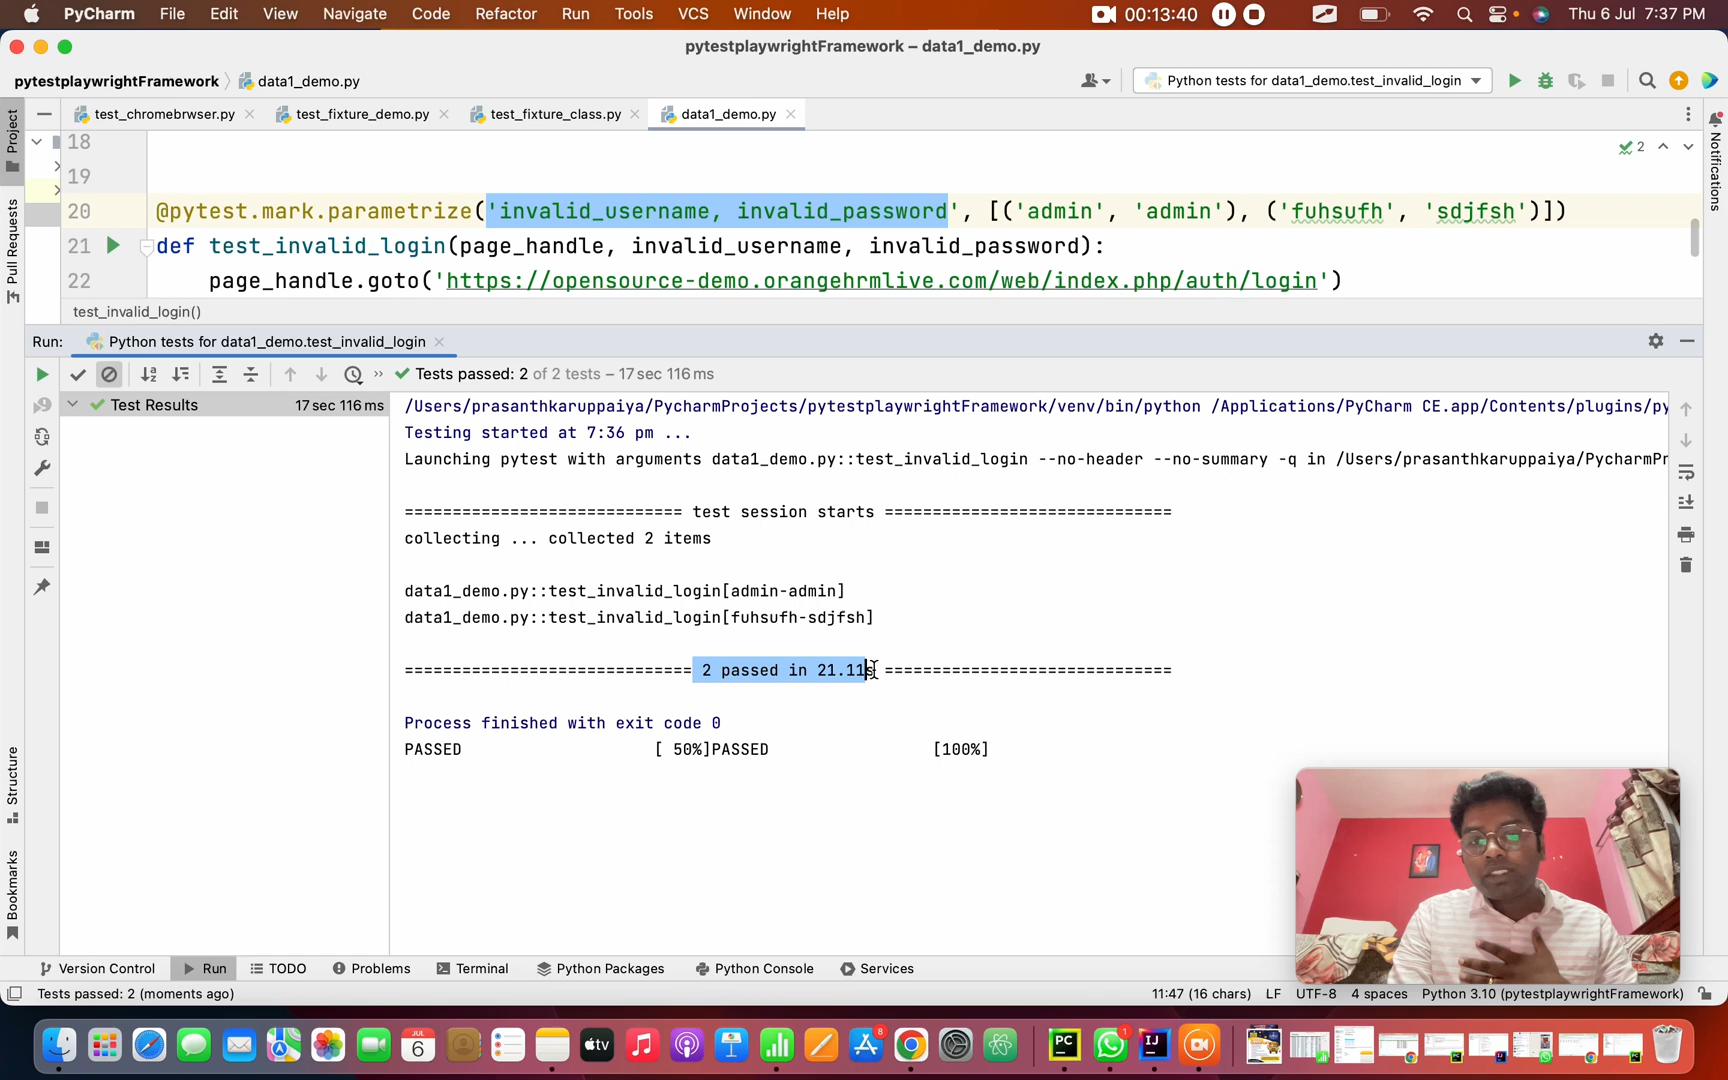 PyCharm File Edit View Navigate Code Refactor Run Tools VCS Window Help 00:13:40 Thu 6 Jul 7:37 PM
pytestplaywrightFramework – data1_demo.py
pytestplaywrightFramework data1_demo.py Python tests for data1_demo.test_invalid_login
Project
Pull Requests
Structure
Bookmarks
Notifications
test_chromebrwser.py test_fixture_demo.py test_fixture_class.py data1_demo.py
18 2
19
20 @pytest.mark.parametrize('invalid_username, invalid_password', [('admin', 'admin'), ('fuhsufh', 'sdjfsh')])
21 def test_invalid_login(page_handle, invalid_username, invalid_password):
22 page_handle.goto('https://opensource-demo.orangehrmlive.com/web/index.php/auth/login')
test_invalid_login()
Run: Python tests for data1_demo.test_invalid_login
Tests passed: 2 of 2 tests – 17 sec 116 ms
Test Results 17 sec 116 ms
/Users/prasanthkaruppaiya/PycharmProjects/pytestplaywrightFramework/venv/bin/python /Applications/PyCharm CE.app/Contents/plugins/py
Testing started at 7:36 pm ...
Launching pytest with arguments data1_demo.py::test_invalid_login --no-header --no-summary -q in /Users/prasanthkaruppaiya/PycharmPr
============================= test session starts ==============================
collecting ... collected 2 items
data1_demo.py::test_invalid_login[admin-admin]
data1_demo.py::test_invalid_login[fuhsufh-sdjfsh]
============================== 2 passed in 21.11s ==============================
Process finished with exit code 0
PASSED [ 50%]PASSED [100%]
Version Control Run TODO Problems Terminal Python Packages Python Console Services
Tests passed: 2 (moments ago) 11:47 (16 chars) LF UTF-8 4 spaces Python 3.10 (pytestplaywrightFramework)
JUL
6 tv 8 PC 1 IJ